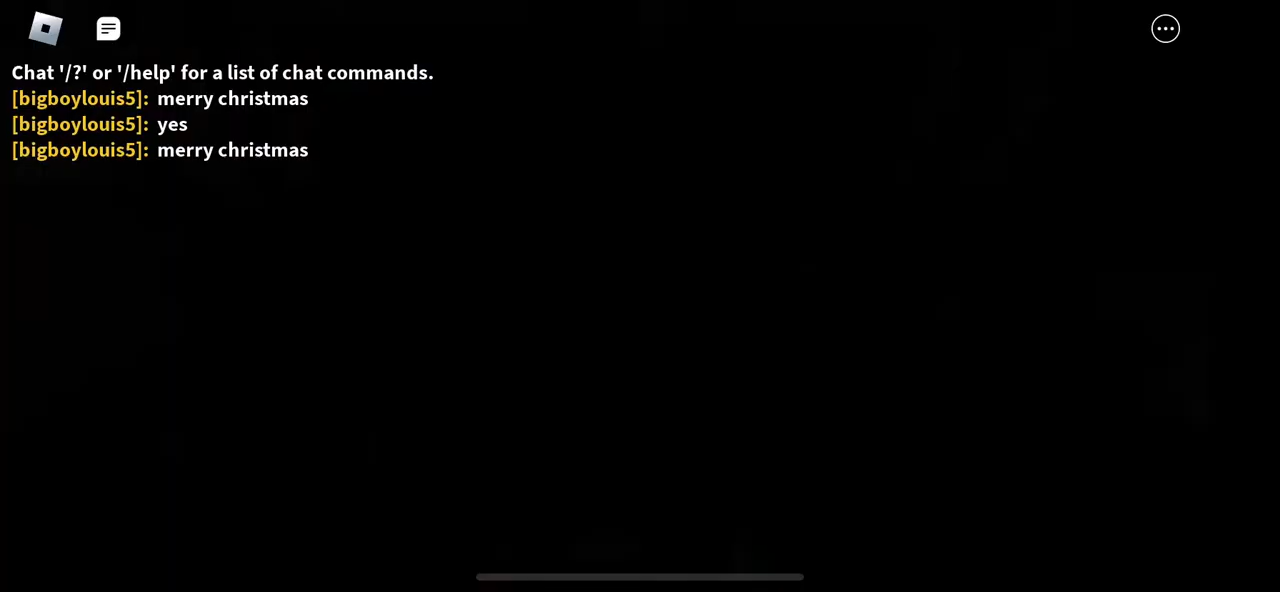 Chat '/?' or '/help' for a list of chat commands.
[bigboylouis5]: merry christmas
[bigboylouis5]: yes
[bigboylouis5]: merry christmas